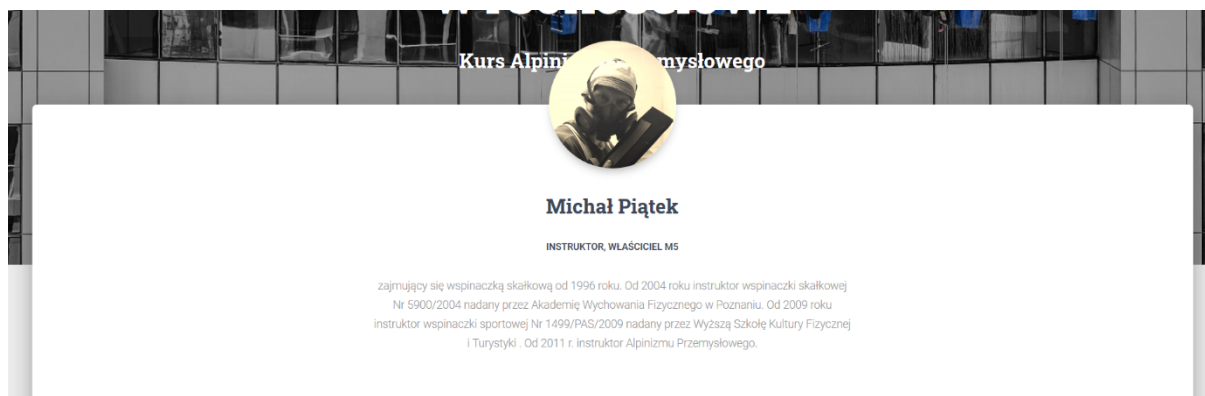 Kurs Alpini mysłowego
Michał Piątek
INSTRUKTOR, WŁAŚCICIEL M5
zajmujący się wspinaczką skałkową od 1996 roku. Od 2004 roku instruktor wspinaczki skałkowej
Nr 5900/2004 nadany przez Akademię Wychowania Fizycznego w Poznaniu. Od 2009 roku
instruktor wspinaczki sportowej Nr 1499/PAS/2009 nadany przez Wyższą Szkołę Kultury Fizycznej
i Turystyki . Od 2011 r. instruktor Alpinizmu Przemysłowego.